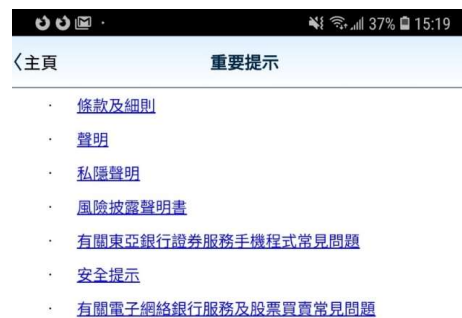 37% 15:19
〈主頁 重要提示
· 條款及細則
· 聲明
· 私隱聲明
· 風險披露聲明書
· 有關東亞銀行證券服務手機程式常見問題
· 安全提示
· 有關電子網絡銀行服務及股票買賣常見問題